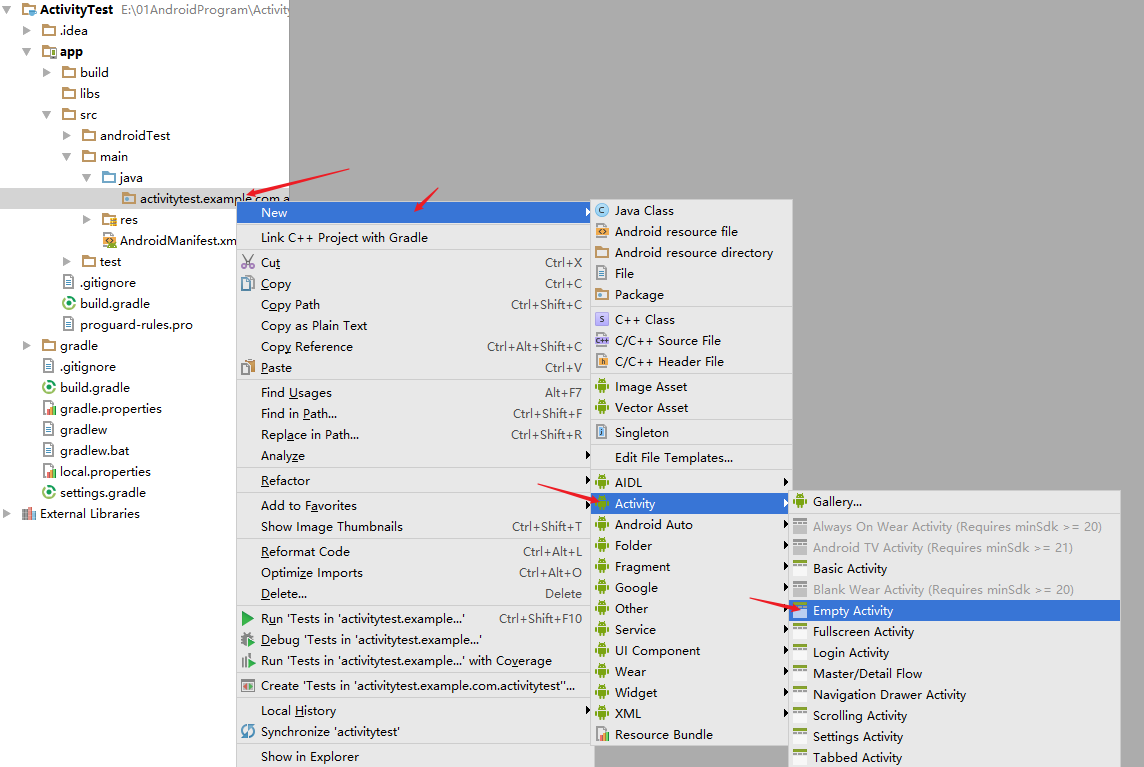 ActivityTest E:\01AndroidProgram\Activity
.idea
app
build
libs
src
androidTest
main
java
activitytest.example.com.a
res
AndroidManifest.xm
test
.gitignore
build.gradle
proguard-rules.pro
gradle
.gitignore
build.gradle
gradle.properties
gradlew
gradlew.bat
local.properties
settings.gradle
External Libraries
New
Link C++ Project with Gradle
Cut Ctrl+X
Copy Ctrl+C
Copy Path Ctrl+Shift+C
Copy as Plain Text
Copy Reference Ctrl+Alt+Shift+C
Paste Ctrl+V
Find Usages Alt+F7
Find in Path... Ctrl+Shift+F
Replace in Path... Ctrl+Shift+R
Analyze
Refactor
Add to Favorites
Show Image Thumbnails Ctrl+Shift+T
Reformat Code Ctrl+Alt+L
Optimize Imports Ctrl+Alt+O
Delete... Delete
Run 'Tests in 'activitytest.example...' Ctrl+Shift+F10
Debug 'Tests in 'activitytest.example...'
Run 'Tests in 'activitytest.example...' with Coverage
Create 'Tests in 'activitytest.example.com.activitytest''...
Local History
Synchronize 'activitytest'
Show in Explorer
Java Class
Android resource file
Android resource directory
File
Package
C++ Class
C/C++ Source File
C/C++ Header File
Image Asset
Vector Asset
Singleton
Edit File Templates...
AIDL
Activity
Android Auto
Folder
Fragment
Google
Other
Service
UI Component
Wear
Widget
XML
Resource Bundle
Gallery...
Always On Wear Activity (Requires minSdk >= 20)
Android TV Activity (Requires minSdk >= 21)
Basic Activity
Blank Wear Activity (Requires minSdk >= 20)
Empty Activity
Fullscreen Activity
Login Activity
Master/Detail Flow
Navigation Drawer Activity
Scrolling Activity
Settings Activity
Tabbed Activity